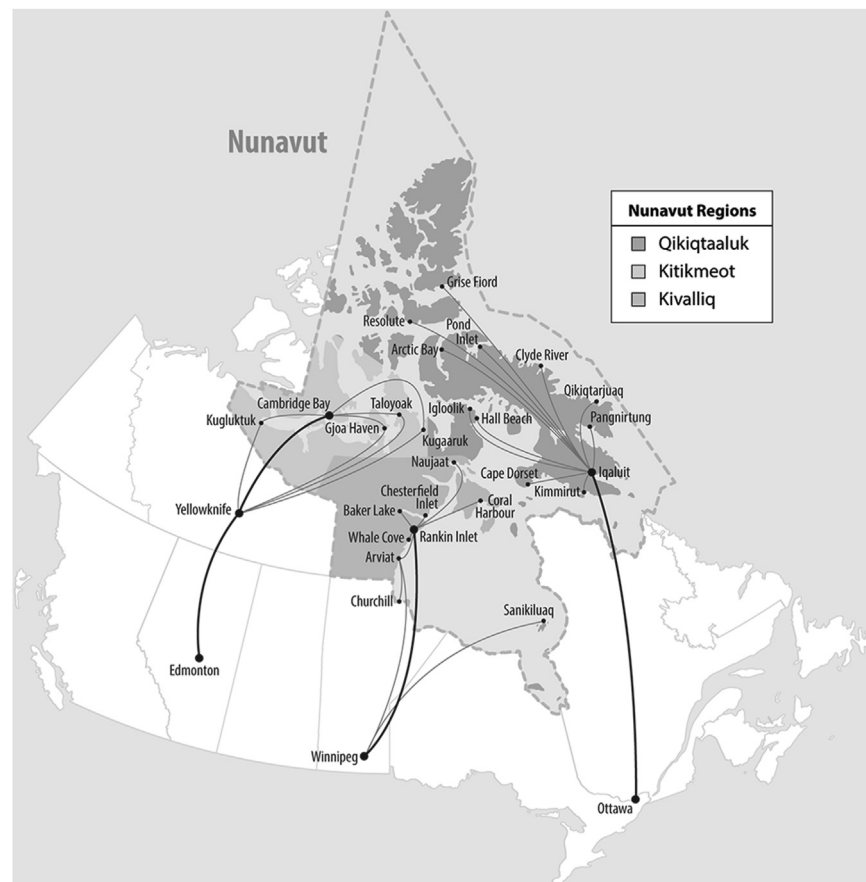 Nunavut
Nunavut Regions
Qikiqtaaluk
Kitikmeot
Kivalliq
Grise Fiord
Resolute
Pond
Inlet
Arctic Bay
Clyde River
Qikiqtarjuaq
Cambridge Bay
Taloyoak
Igloolik
Hall Beach
Pangnirtung
Kugluktuk
Gjoa Haven
Kugaaruk
Naujaat
Cape Dorset
Iqaluit
Kimmirut
Chesterfield
Inlet
Coral
Harbour
Yellowknife
Baker Lake
Whale Cove
Rankin Inlet
Arviat
Churchill
Sanikiluaq
Edmonton
Winnipeg
Ottawa